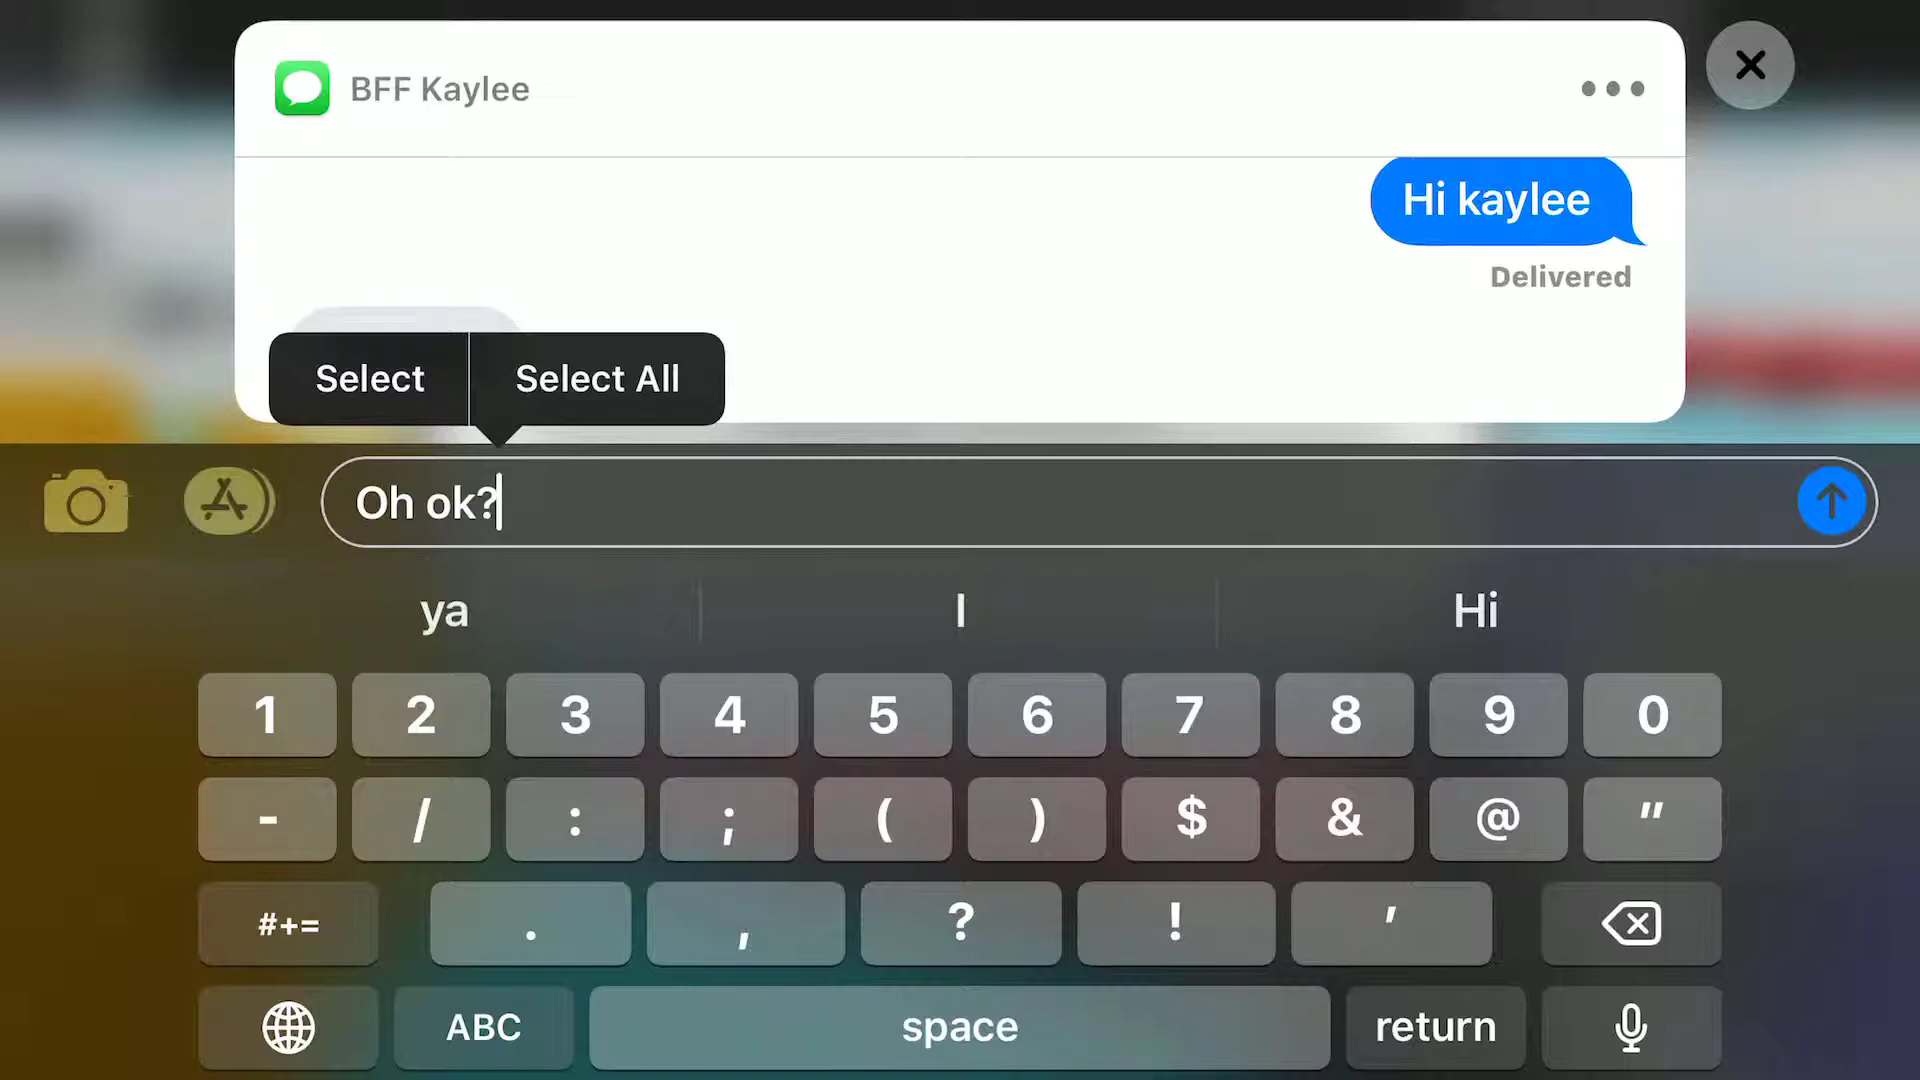 BFF Kaylee
Hi kaylee
Delivered
Select Select All
Oh ok?
ya I Hi
1 2 3 4 5 6 7 8 9 0
- / : ; ( ) $ & @ "
#+= . , ? ! '
ABC space return